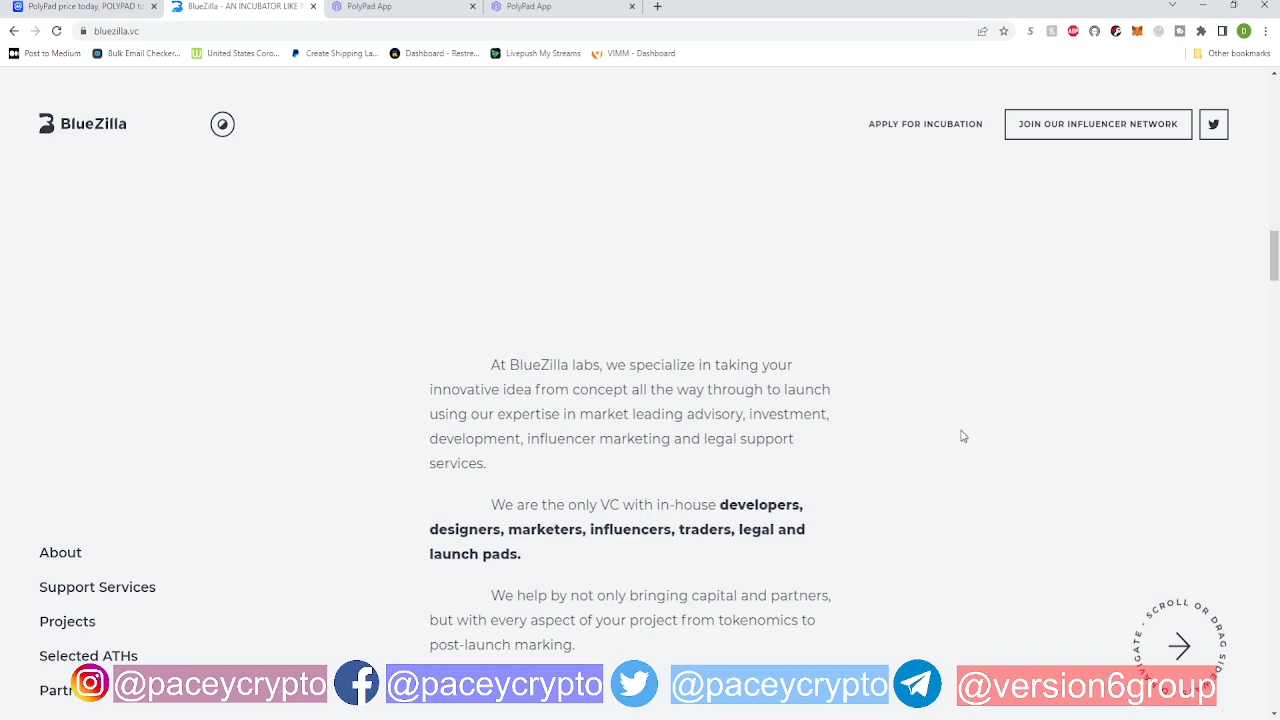 PolyPad price today, POLYPAD to
BlueZilla - AN INCUBATOR LIKE N
PolyPad App
PolyPad App
bluezilla.vc
Post to Medium
Bulk Email Checker...
United States Coro...
Create Shipping La...
Dashboard - Restre...
Livepush My Streams
VIMM - Dashboard
Other bookmarks
BlueZilla
APPLY FOR INCUBATION
JOIN OUR INFLUENCER NETWORK
At BlueZilla labs, we specialize in taking your
innovative idea from concept all the way through to launch
using our expertise in market leading advisory, investment,
development, influencer marketing and legal support
services.
We are the only VC with in-house developers,
designers, marketers, influencers, traders, legal and
launch pads.
We help by not only bringing capital and partners,
but with every aspect of your project from tokenomics to
post-launch marking.
About
Support Services
Projects
Selected ATHs
Part
SCROLL OR DRAG SIDE
@paceycrypto
@paceycrypto
@paceycrypto
@version6group